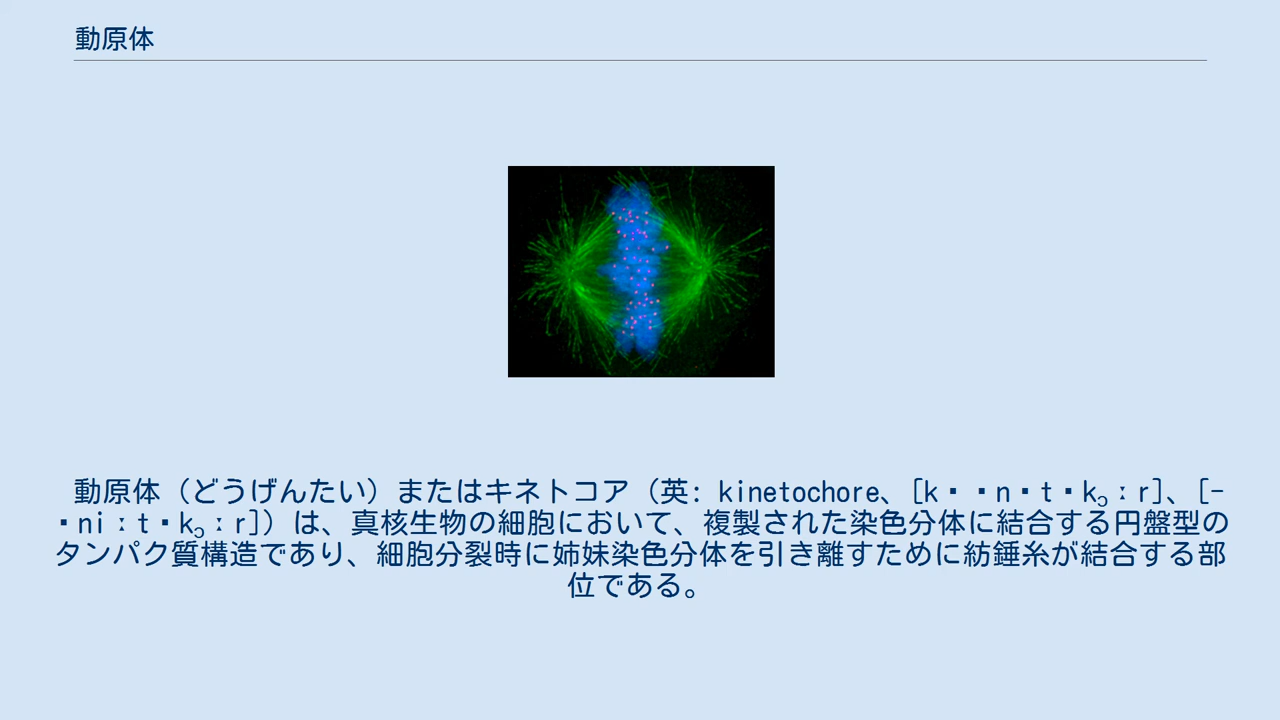 動原体
動原体（どうげんたい）またはキネトコア（英: kinetochore、[k・・n・t・kɔːr]、[-
・niːt・kɔːr]）は、真核生物の細胞において、複製された染色分体に結合する円盤型の
タンパク質構造であり、細胞分裂時に姉妹染色分体を引き離すために紡錘糸が結合する部
位である。